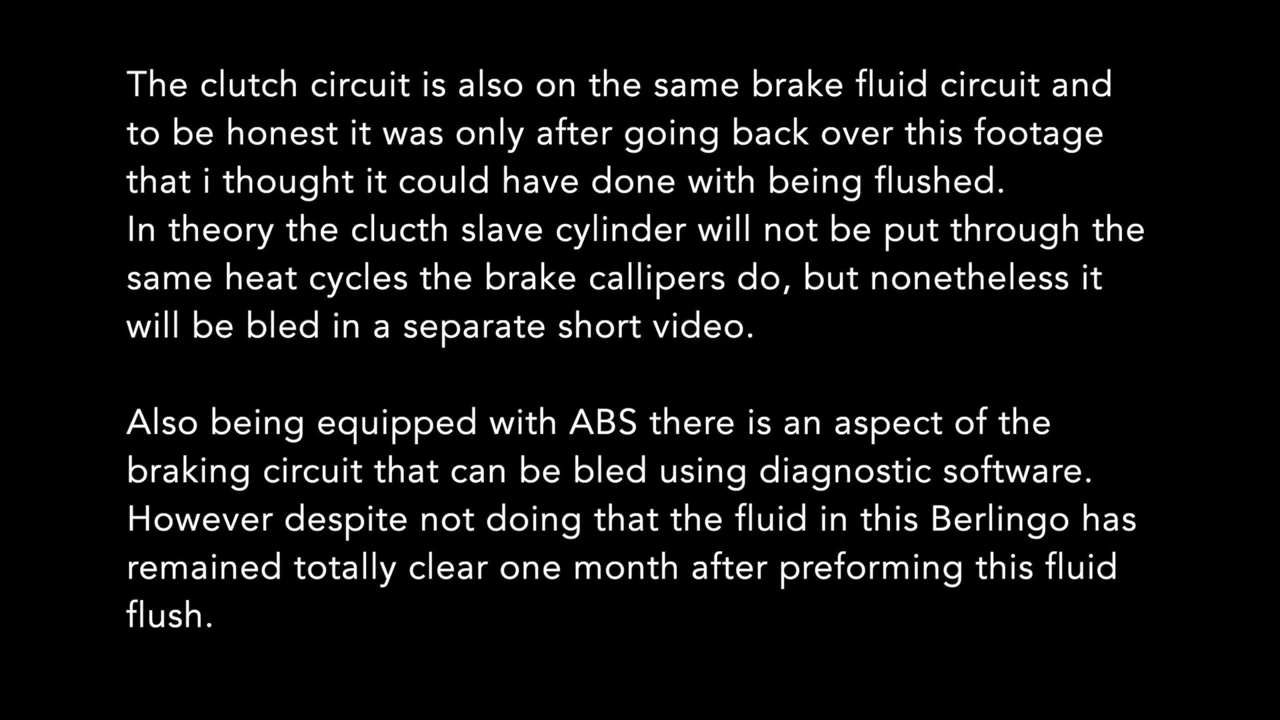 The clutch circuit is also on the same brake fluid circuit and
to be honest it was only after going back over this footage
that i thought it could have done with being flushed.
In theory the clucth slave cylinder will not be put through the
same heat cycles the brake callipers do, but nonetheless it
will be bled in a separate short video.

Also being equipped with ABS there is an aspect of the
braking circuit that can be bled using diagnostic software.
However despite not doing that the fluid in this Berlingo has
remained totally clear one month after preforming this fluid
flush.